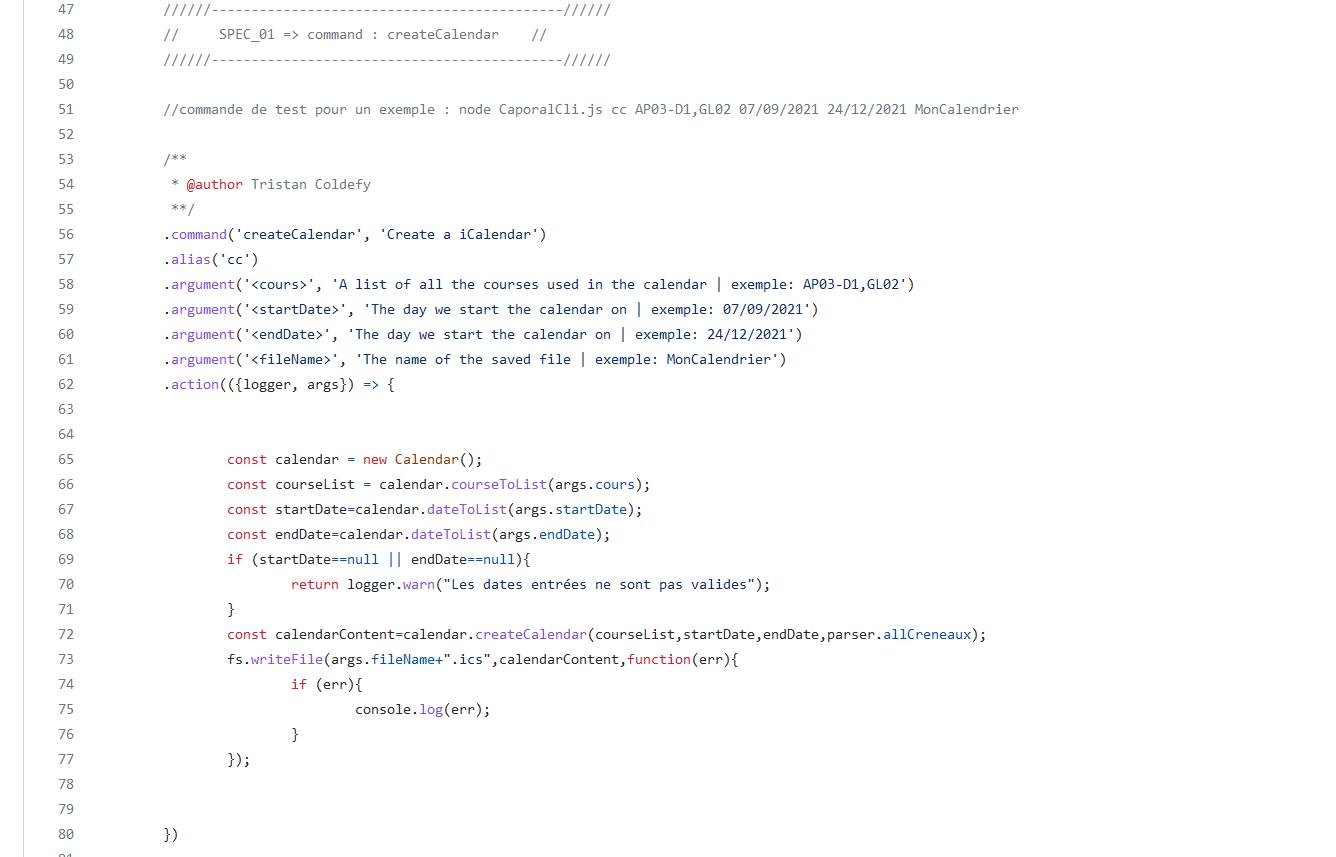 47 //////--------------------------------------------//////
48 // SPEC_01 => command : createCalendar //
49 //////--------------------------------------------//////
50
51 //commande de test pour un exemple : node CaporalCli.js cc AP03-D1,GL02 07/09/2021 24/12/2021 MonCalendrier
52
53 /**
54 * @author Tristan Coldefy
55 **/
56 .command('createCalendar', 'Create a iCalendar')
57 .alias('cc')
58 .argument('<cours>', 'A list of all the courses used in the calendar | exemple: AP03-D1,GL02')
59 .argument('<startDate>', 'The day we start the calendar on | exemple: 07/09/2021')
60 .argument('<endDate>', 'The day we start the calendar on | exemple: 24/12/2021')
61 .argument('<fileName>', 'The name of the saved file | exemple: MonCalendrier')
62 .action(({logger, args}) => {
63
64
65 const calendar = new Calendar();
66 const courseList = calendar.courseToList(args.cours);
67 const startDate=calendar.dateToList(args.startDate);
68 const endDate=calendar.dateToList(args.endDate);
69 if (startDate==null || endDate==null){
70 return logger.warn("Les dates entrées ne sont pas valides");
71 }
72 const calendarContent=calendar.createCalendar(courseList,startDate,endDate,parser.allCreneaux);
73 fs.writeFile(args.fileName+".ics",calendarContent,function(err){
74 if (err){
75 console.log(err);
76 }
77 });
78
79
80 })